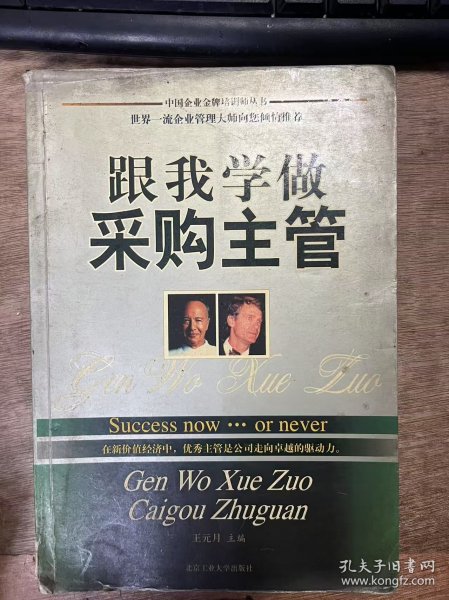 中国企业金牌培训师丛书
世界一流企业管理大师向您倾情推荐
跟我学做
采购主管
Gen Wo Xue Zuo
Success now … or never
在新价值经济中，优秀主管是公司走向卓越的驱动力。
Gen Wo Xue Zuo
Caigou Zhuguan
王元月 主编
北京工业大学出版社
孔夫子旧书网
www.kongfz.com